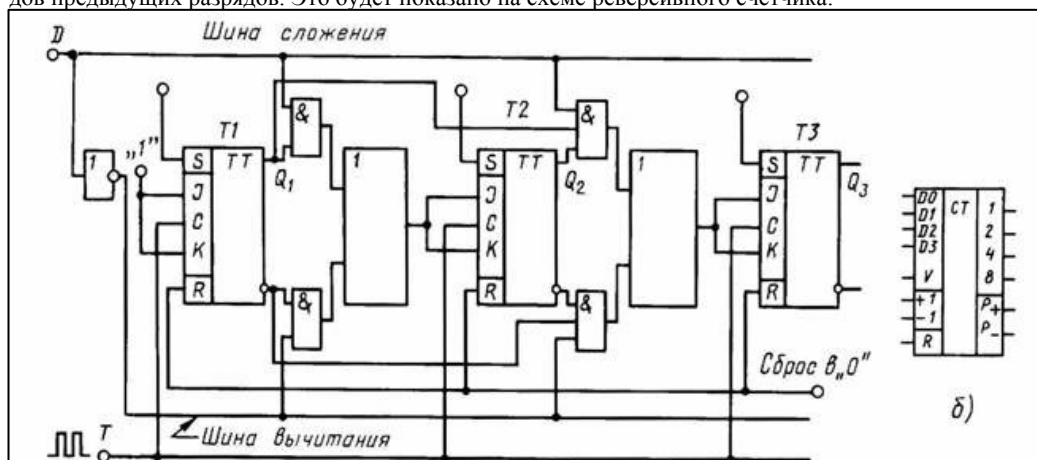 дов предыдущих разрядов. Это будет показано на схеме реверсивного счетчика.
D Шина сложения
& T2 &
„1” T1 1 1 T3
1 S TT S TT S TT
J Q₁ J Q₂ J Q₃
C C C
K K K
R R R
& &
D0 CT 1
D1 2
D2 4
D3 8
V
+1 P+
-1 P-
R
Сброс в „0”
б)
Шина вычитания
T